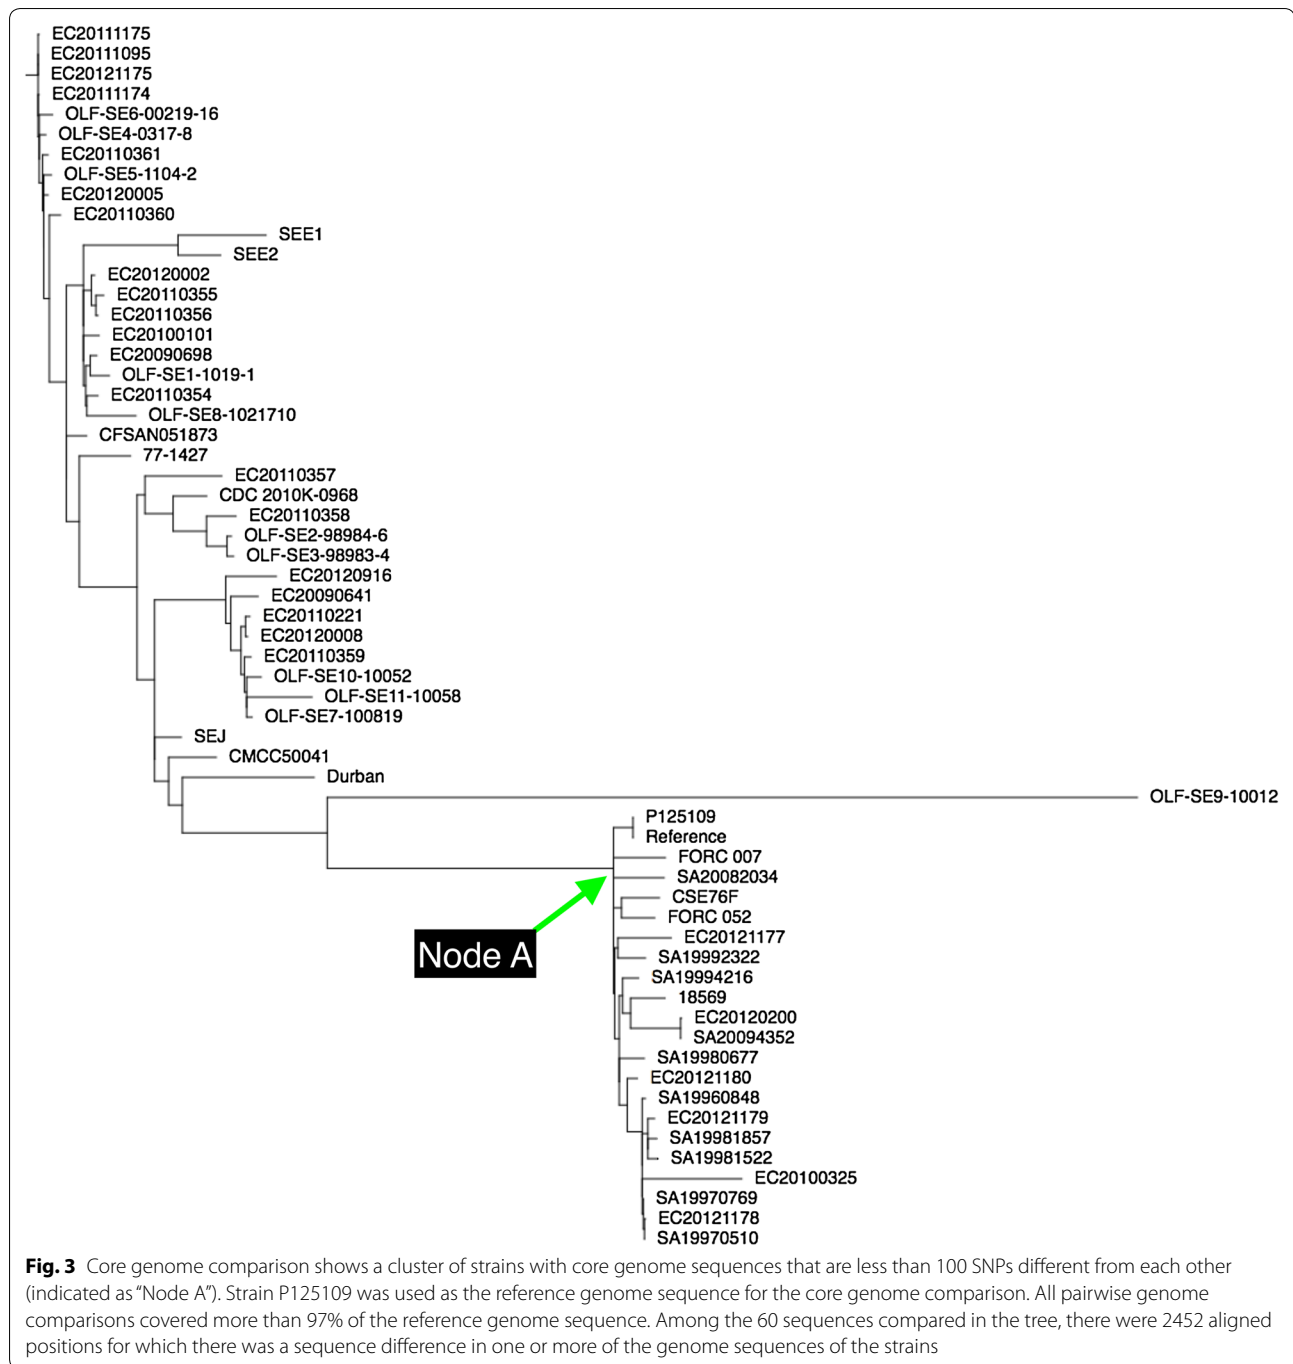 EC20111175
EC20111095
EC20121175
EC20111174
OLF-SE6-00219-16
OLF-SE4-0317-8
EC20110361
OLF-SE5-1104-2
EC20120005
EC20110360
SEE1
SEE2
EC20120002
EC20110355
EC20110356
EC20100101
EC20090698
OLF-SE1-1019-1
EC20110354
OLF-SE8-1021710
CFSAN051873
77-1427
EC20110357
CDC 2010K-0968
EC20110358
OLF-SE2-98984-6
OLF-SE3-98983-4
EC20120916
EC20090641
EC20110221
EC20120008
EC20110359
OLF-SE10-10052
OLF-SE11-10058
OLF-SE7-100819
SEJ
CMCC50041
Durban
OLF-SE9-10012
P125109
Reference
FORC 007
SA20082034
CSE76F
FORC 052
EC20121177
Node A
SA19992322
SA19994216
18569
EC20120200
SA20094352
SA19980677
EC20121180
SA19960848
EC20121179
SA19981857
SA19981522
EC20100325
SA19970769
EC20121178
SA19970510
Fig. 3 Core genome comparison shows a cluster of strains with core genome sequences that are less than 100 SNPs different from each other
(indicated as “Node A”). Strain P125109 was used as the reference genome sequence for the core genome comparison. All pairwise genome
comparisons covered more than 97% of the reference genome sequence. Among the 60 sequences compared in the tree, there were 2452 aligned
positions for which there was a sequence difference in one or more of the genome sequences of the strains